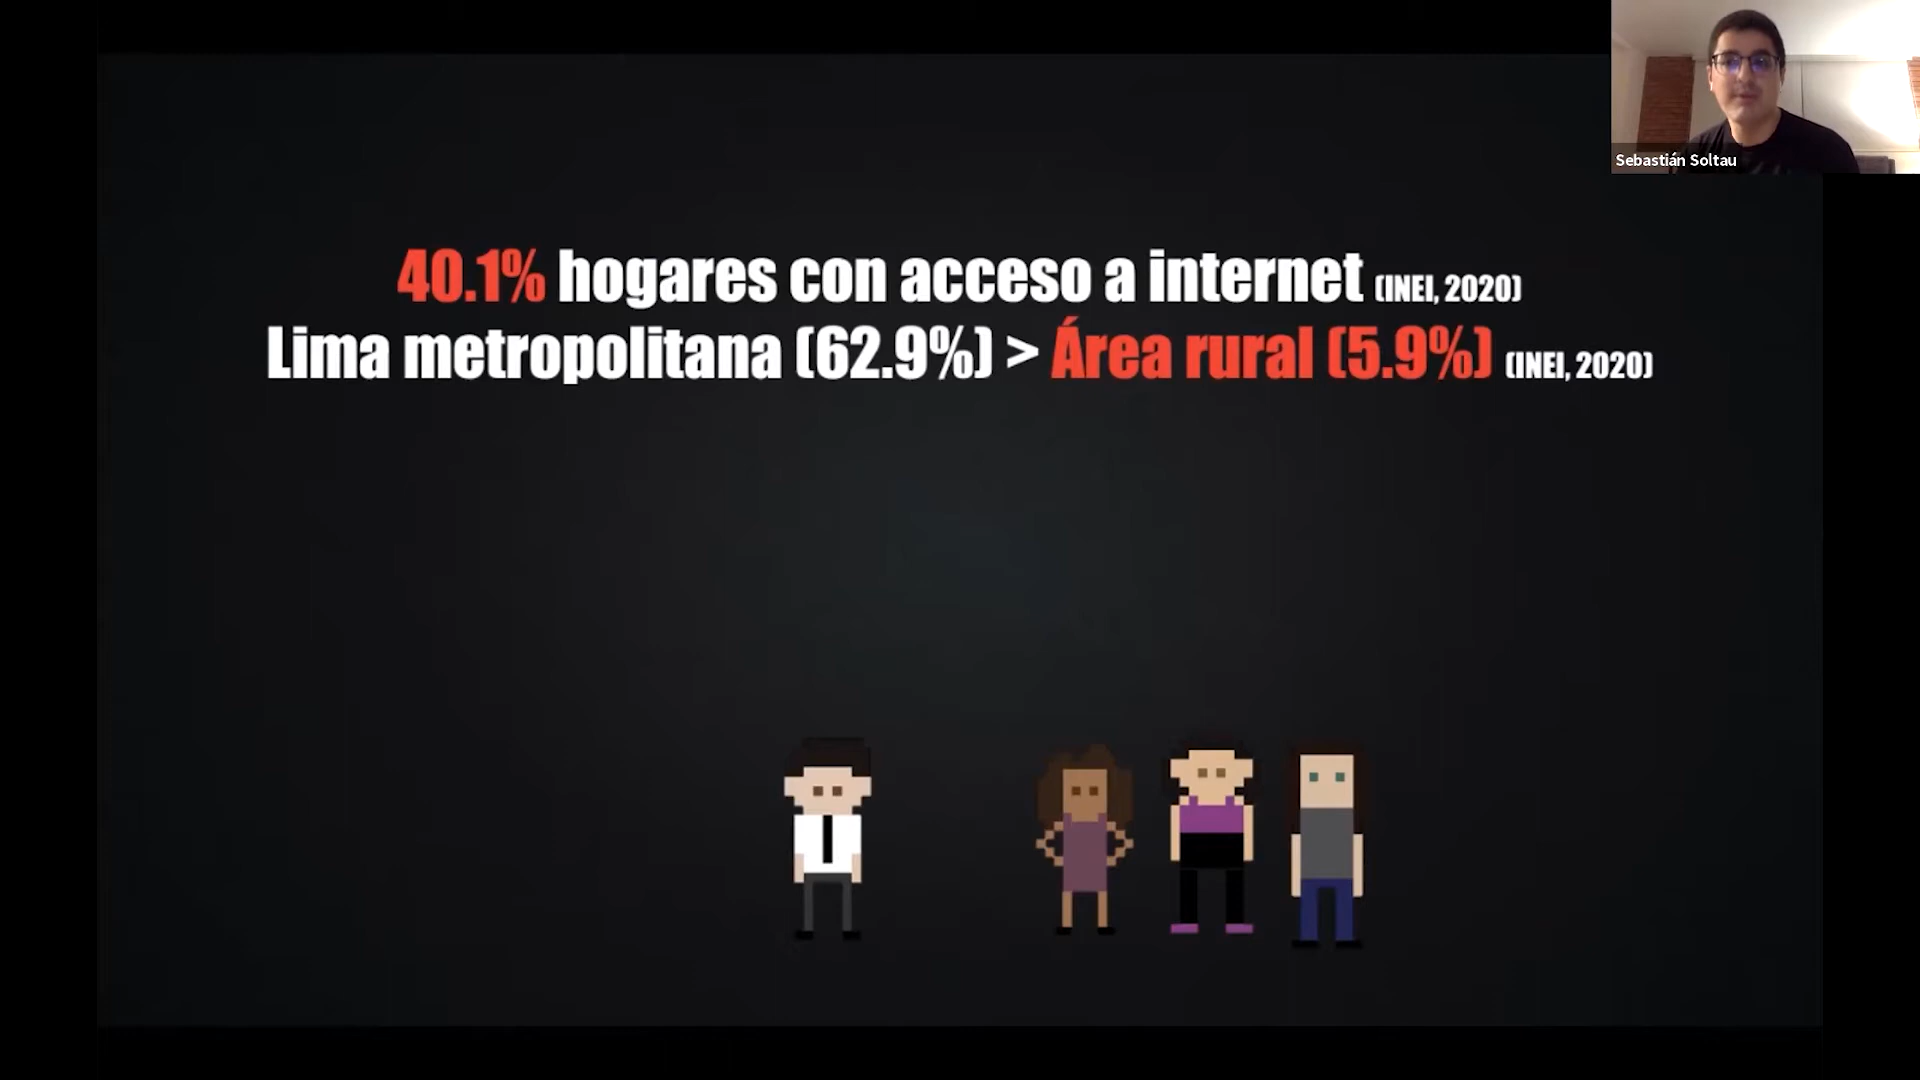 Sebastián Soltau
40.1% hogares con acceso a internet (INEI, 2020)
Lima metropolitana (62.9%) > Área rural (5.9%) (INEI, 2020)